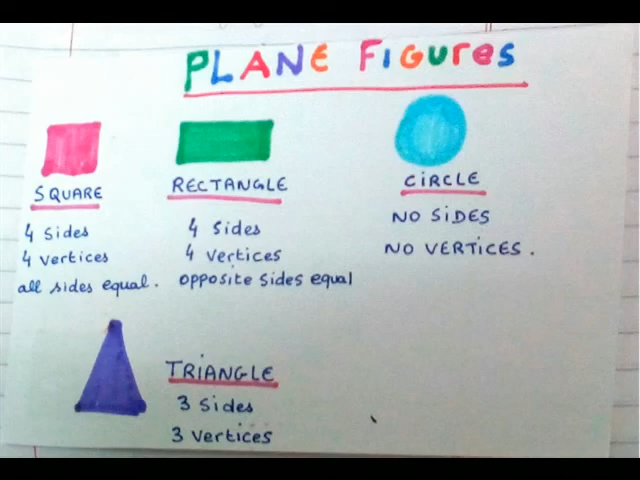 PLANE FIGURES
SQUARE
4 Sides
4 vertices
all sides equal.
RECTANGLE
4 Sides
4 vertices
opposite sides equal
CiRCLE
NO SiDES
NO VERTiCES.
TRiANGLE
3 Sides
3 vertices